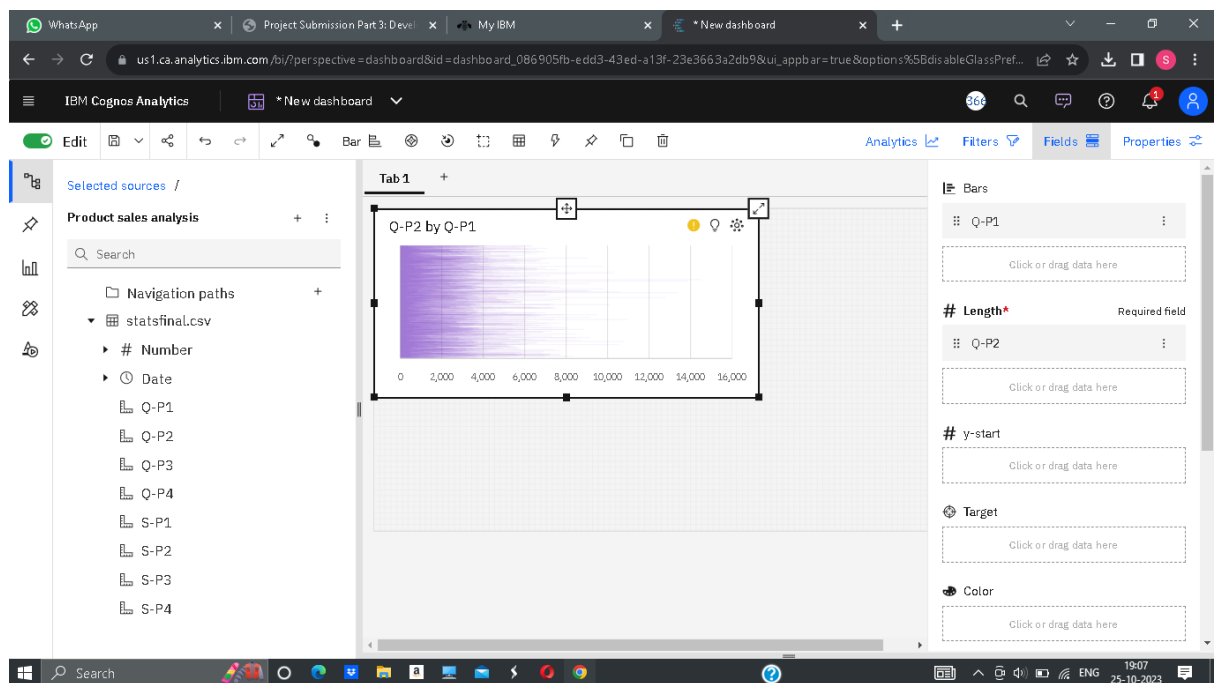 WhatsApp
Project Submission Part 3: Devel
My IBM
* New dashboard
us1.ca.analytics.ibm.com/bi/?perspective=dashboard&id=dashboard_086905fb-edd3-43ed-a13f-23e3663a2db9&ui_appbar=true&options%5BdisableGlassPref...
S
IBM Cognos Analytics
* New dashboard
366
1
Edit
Bar
Analytics
Filters
Fields
Properties
Selected sources /
Product sales analysis
Search
Navigation paths
statsfinal.csv
# Number
Date
Q-P1
Q-P2
Q-P3
Q-P4
S-P1
S-P2
S-P3
S-P4
Tab 1
Q-P2 by Q-P1
0 2,000 4,000 6,000 8,000 10,000 12,000 14,000 16,000
Bars
Q-P1
Click or drag data here
# Length* Required field
Q-P2
Click or drag data here
# y-start
Click or drag data here
Target
Click or drag data here
Color
Click or drag data here
Search
ENG
19:07
25-10-2023